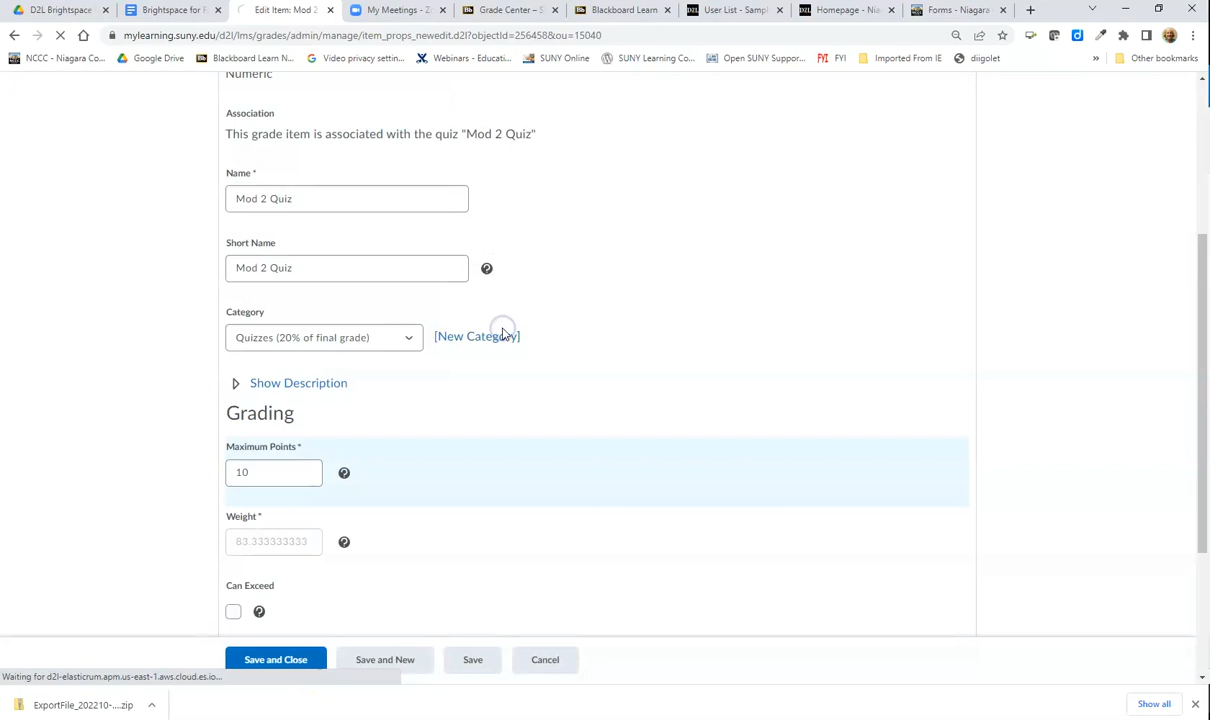 D2L Brightspace
Brightspace for F
Edit Item: Mod 2
My Meetings - Z
Grade Center – S
Blackboard Learn
User List - Samp
Homepage - Nia
Forms – Niagara
mylearning.suny.edu/d2l/lms/grades/admin/manage/item_props_newedit.d2l?objectId=256458&ou=15040
NCCC - Niagara Co...
Google Drive
Blackboard Learn N...
Video privacy settin...
Webinars - Educati...
SUNY Online
SUNY Learning Co...
Open SUNY Suppor...
FYI FYI
Imported From IE
diigolet
»
Other bookmarks
Numeric
Association
This grade item is associated with the quiz "Mod 2 Quiz"
Name *
Mod 2 Quiz
Short Name
Mod 2 Quiz
Category
Quizzes (20% of final grade)
[New Category]
Show Description
Grading
Maximum Points *
10
Weight *
83.333333333
Can Exceed
Save and Close
Save and New
Save
Cancel
Waiting for d2l-elasticrum.apm.us-east-1.aws.cloud.es.io...
ExportFile_202210-....zip
Show all